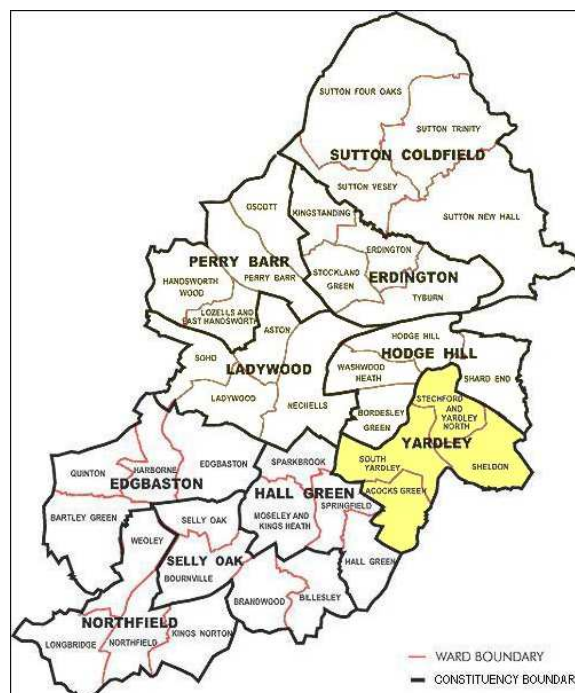 SUTTON FOUR OAKS
SUTTON TRINITY
SUTTON COLDFIELD
SUTTON VESEY
SUTTON NEW HALL
OSCOTT
KINGSTANDING
PERRY BARR
PERRY BARR
ERDINGTON
ERDINGTON
STOCKLAND
GREEN
TYBURN
HANDSWORTH
WOOD
LOZELLS AND
EAST HANDSWORTH
ASTON
SOHO
LADYWOOD
LADYWOOD
NECHELLS
HODGE HILL
HODGE HILL
WASHWOOD
HEATH
SHARD END
BORDESLEY
GREEN
STECHFORD
AND
YARDLEY
NORTH
YARDLEY
SOUTH
YARDLEY
SHELDON
ACOCKS GREEN
QUINTON
HARBORNE
EDGBASTON
EDGBASTON
BARTLEY GREEN
SPARKBROOK
HALL GREEN
MOSELEY AND
KINGS HEATH
SPRINGFIELD
HALL GREEN
WEOLEY
SELLY OAK
SELLY OAK
BOURNVILLE
BRANDWOOD
BILLESLEY
NORTHFIELD
LONGBRIDGE
NORTHFIELD
KINGS NORTON
WARD BOUNDARY
CONSTITUENCY BOUNDAR